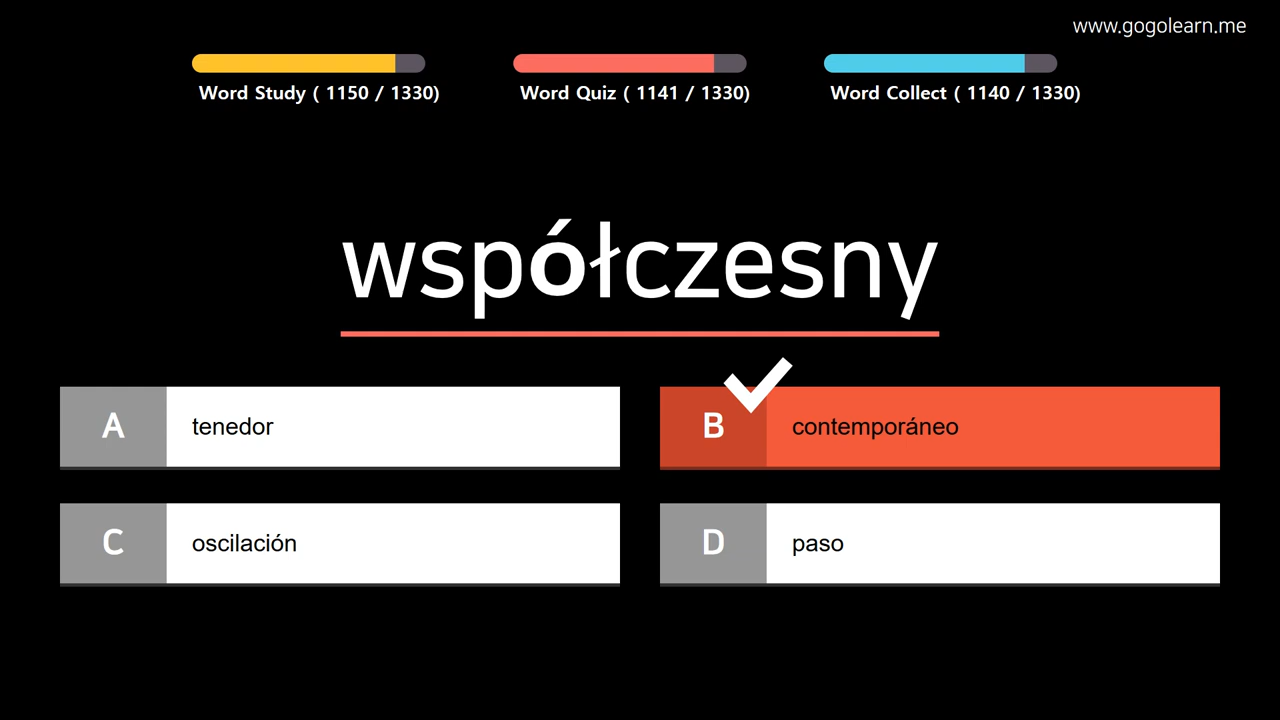 www.gogolearn.me
Word Study ( 1150 / 1330)
Word Quiz ( 1141 / 1330)
Word Collect ( 1140 / 1330)
współczesny
A tenedor
B contemporáneo
C oscilación
D paso